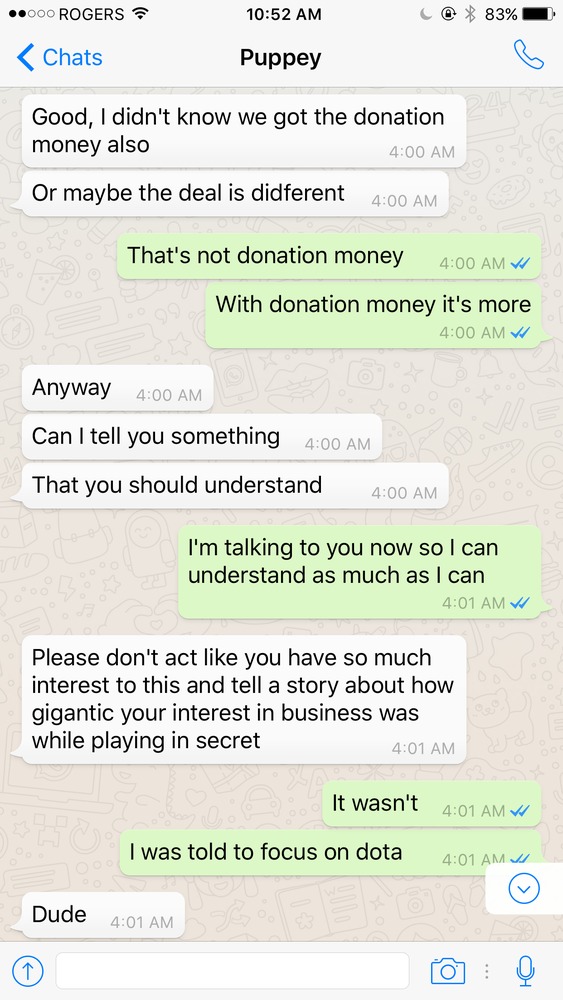 ROGERS 10:52 AM 83%
Chats Puppey
Good, I didn't know we got the donation
money also 4:00 AM
Or maybe the deal is didferent 4:00 AM
That's not donation money 4:00 AM
With donation money it's more
4:00 AM
Anyway 4:00 AM
Can I tell you something 4:00 AM
That you should understand 4:00 AM
I'm talking to you now so I can
understand as much as I can
4:01 AM
Please don't act like you have so much
interest to this and tell a story about how
gigantic your interest in business was
while playing in secret 4:01 AM
It wasn't 4:01 AM
I was told to focus on dota 4:01 AM
Dude 4:01 AM